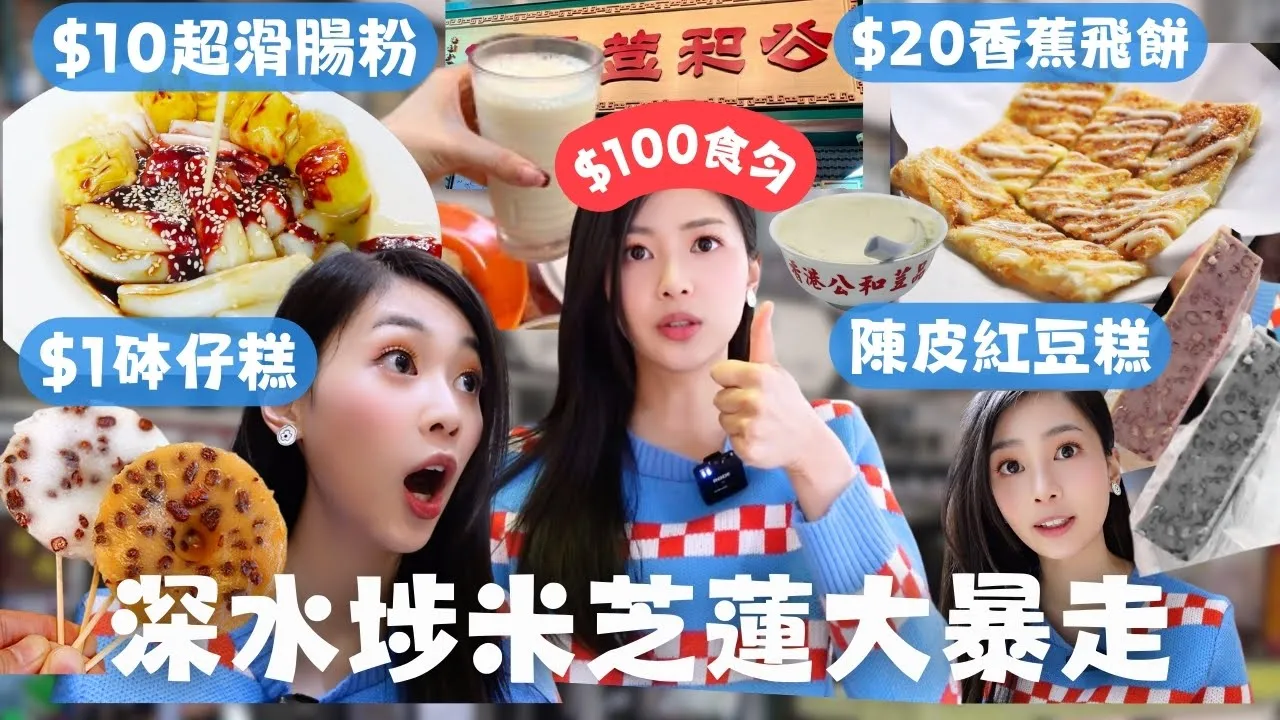 $10超滑腸粉
公和荳
$20香蕉飛餅
$100食勻
香港公和荳品
$1砵仔糕
陳皮紅豆糕
深水埗米芝蓮大暴走